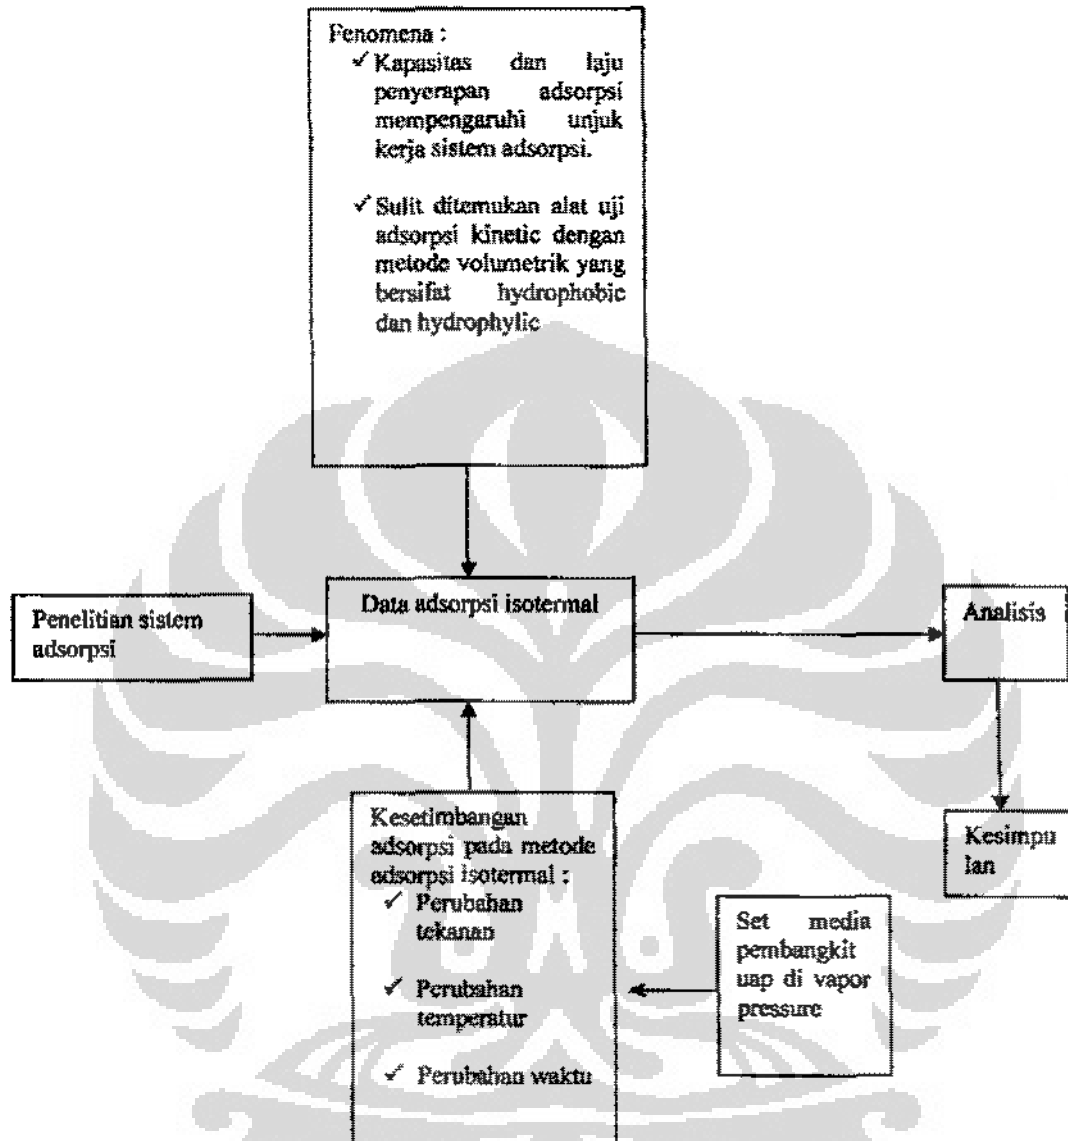 Fenomena :
✓ Kapasitas dan laju
penyerapan adsorpsi
mempengaruhi unjuk
kerja sistem adsorpsi.
✓ Sulit ditemukan alat uji
adsorpsi kinetic dengan
metode volumetrik yang
bersifat hydrophobic
dan hydrophylic
Penelitian sistem
adsorpsi
Data adsorpsi isotermal
Analisis
Kesimpu
lan
Kesetimbangan
adsorpsi pada metode
adsorpsi isotermal :
✓ Perubahan
tekanan
✓ Perubahan
temperatur
✓ Perubahan waktu
Set media
pembangkit
uap di vapor
pressure